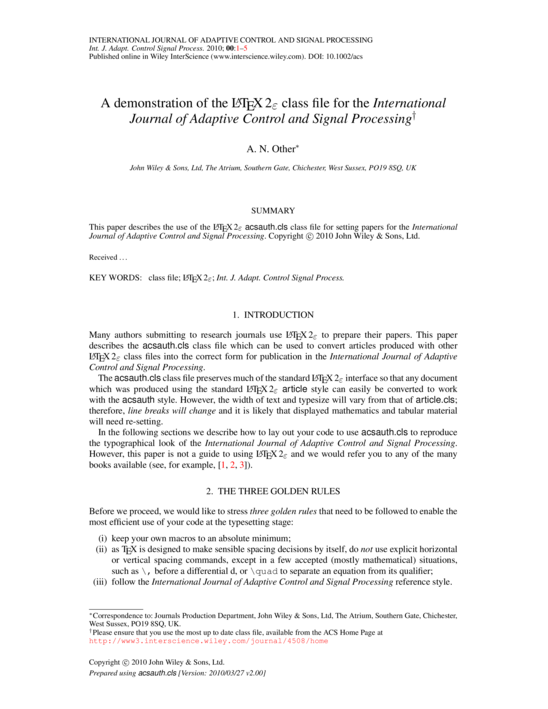 INTERNATIONAL JOURNAL OF ADAPTIVE CONTROL AND SIGNAL PROCESSING
Int. J. Adapt. Control Signal Process. 2010; 00:1–5
Published online in Wiley InterScience (www.interscience.wiley.com). DOI: 10.1002/acs
A demonstration of the LATEX 2ε class file for the International
Journal of Adaptive Control and Signal Processing†
A. N. Other*
John Wiley & Sons, Ltd, The Atrium, Southern Gate, Chichester, West Sussex, PO19 8SQ, UK
SUMMARY
This paper describes the use of the LATEX 2ε acsauth.cls class file for setting papers for the International
Journal of Adaptive Control and Signal Processing. Copyright © 2010 John Wiley & Sons, Ltd.
Received . . .
KEY WORDS: class file; LATEX 2ε; Int. J. Adapt. Control Signal Process.
1. INTRODUCTION
Many authors submitting to research journals use LATEX 2ε to prepare their papers. This paper
describes the acsauth.cls class file which can be used to convert articles produced with other
LATEX 2ε class files into the correct form for publication in the International Journal of Adaptive
Control and Signal Processing.
The acsauth.cls class file preserves much of the standard LATEX 2ε interface so that any document
which was produced using the standard LATEX 2ε article style can easily be converted to work
with the acsauth style. However, the width of text and typesize will vary from that of article.cls;
therefore, line breaks will change and it is likely that displayed mathematics and tabular material
will need re-setting.
In the following sections we describe how to lay out your code to use acsauth.cls to reproduce
the typographical look of the International Journal of Adaptive Control and Signal Processing.
However, this paper is not a guide to using LATEX 2ε and we would refer you to any of the many
books available (see, for example, [1, 2, 3]).
2. THE THREE GOLDEN RULES
Before we proceed, we would like to stress three golden rules that need to be followed to enable the
most efficient use of your code at the typesetting stage:
(i) keep your own macros to an absolute minimum;
(ii) as TEX is designed to make sensible spacing decisions by itself, do not use explicit horizontal
or vertical spacing commands, except in a few accepted (mostly mathematical) situations,
such as \, before a differential d, or \quad to separate an equation from its qualifier;
(iii) follow the International Journal of Adaptive Control and Signal Processing reference style.
*Correspondence to: Journals Production Department, John Wiley & Sons, Ltd, The Atrium, Southern Gate, Chichester,
West Sussex, PO19 8SQ, UK.
†Please ensure that you use the most up to date class file, available from the ACS Home Page at
http://www3.interscience.wiley.com/journal/4508/home
Copyright © 2010 John Wiley & Sons, Ltd.
Prepared using acsauth.cls [Version: 2010/03/27 v2.00]